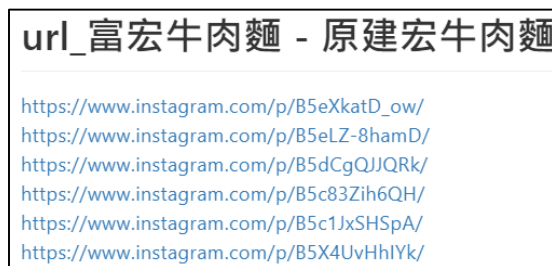 url_富宏牛肉麵 - 原建宏牛肉麵
https://www.instagram.com/p/B5eXkatD_ow/
https://www.instagram.com/p/B5eLZ-8hamD/
https://www.instagram.com/p/B5dCgQJJQRk/
https://www.instagram.com/p/B5c83Zih6QH/
https://www.instagram.com/p/B5c1JxSHSpA/
https://www.instagram.com/p/B5X4UvHhIYk/